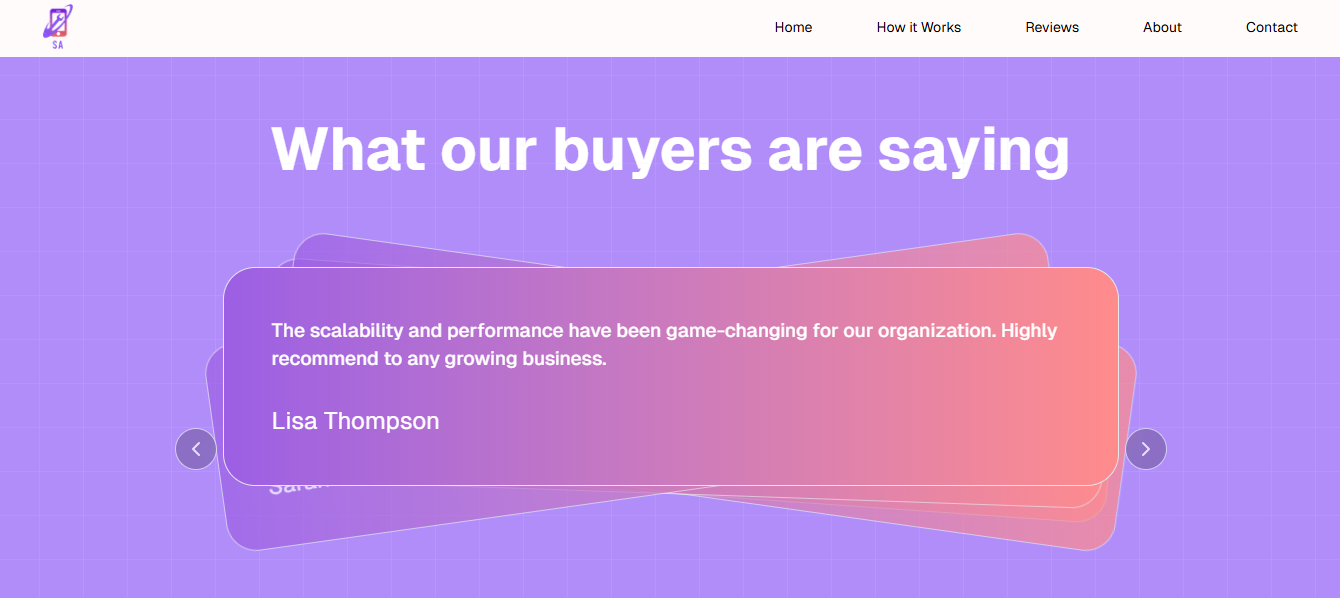 SA
Home
How it Works
Reviews
About
Contact
What our buyers are saying
The scalability and performance have been game-changing for our organization. Highly
recommend to any growing business.
Lisa Thompson